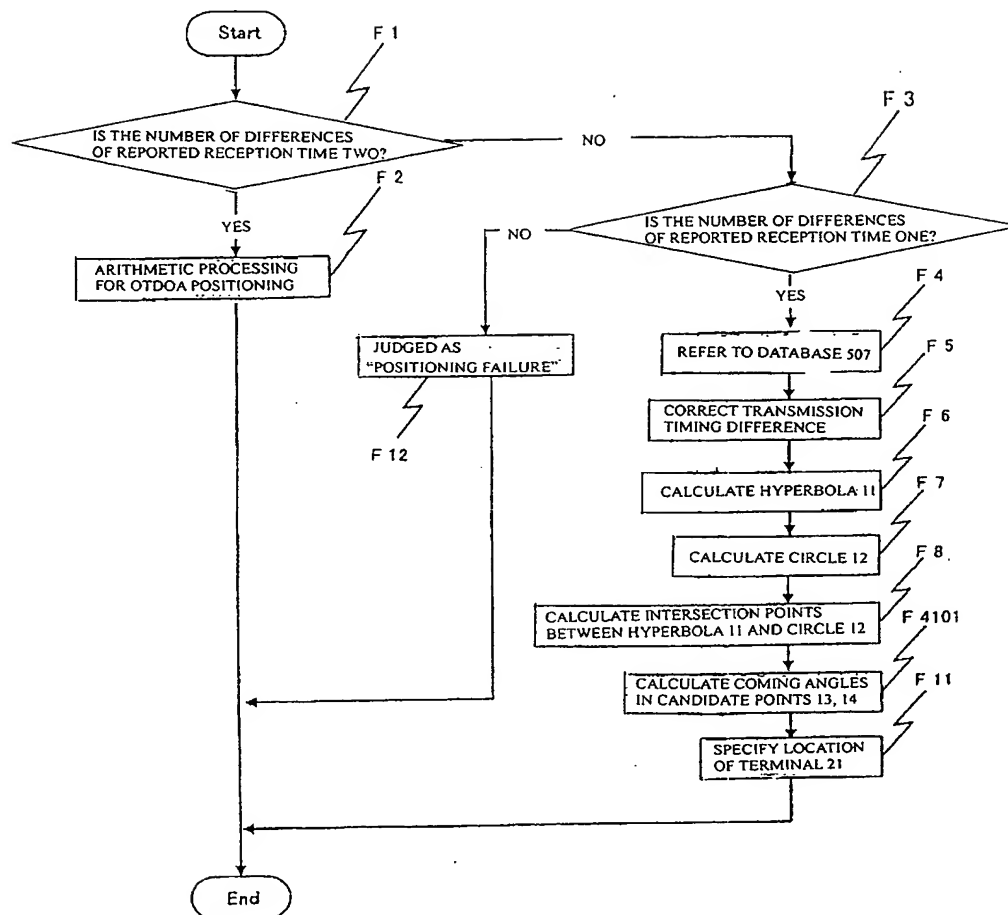 Start
F 1
IS THE NUMBER OF DIFFERENCES
OF REPORTED RECEPTION TIME TWO?
NO
F 3
F 2
YES
IS THE NUMBER OF DIFFERENCES
OF REPORTED RECEPTION TIME ONE?
NO
ARITHMETIC PROCESSING
FOR OTDOA POSITIONING
YES
F 4
JUDGED AS
"POSITIONING FAILURE"
REFER TO DATABASE 507
F 5
CORRECT TRANSMISSION
TIMING DIFFERENCE
F 6
F 12
CALCULATE HYPERBOLA 11
F 7
CALCULATE CIRCLE 12
F 8
CALCULATE INTERSECTION POINTS
BETWEEN HYPERBOLA 11 AND CIRCLE 12
F 4101
CALCULATE COMING ANGLES
IN CANDIDATE POINTS 13, 14
F 11
SPECIFY LOCATION
OF TERMINAL 21
End